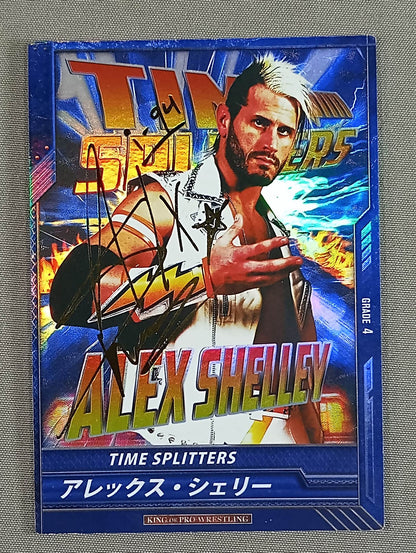 TIME
SPLITTERS
ALEX SHELLEY
GRADE 4
TIME SPLITTERS
アレックス・シェリー
KING OF PRO-WRESTLING